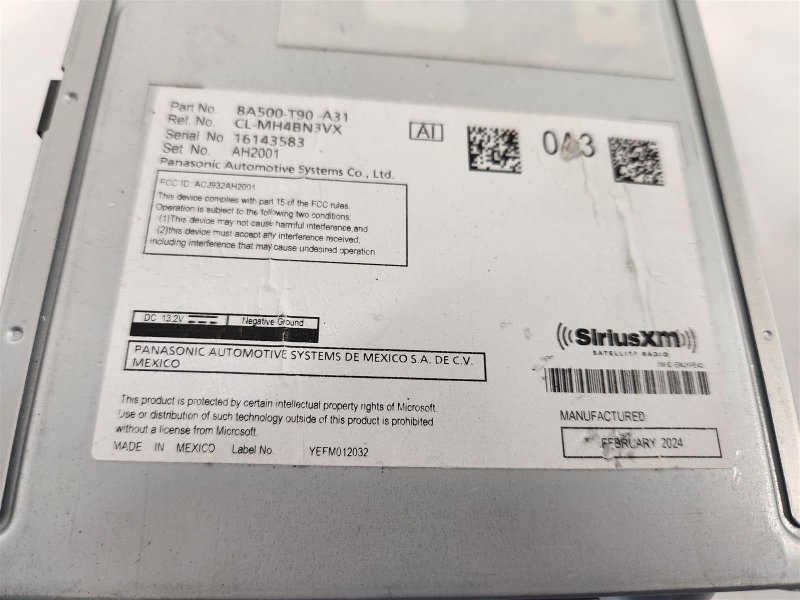 Part No. 8A500-T90 -A31
Ref No. CL-MH4BN3VX
Serial No 16143583
Set No. AH2001
Panasonic Automotive Systems Co., Ltd.
AI
0A3
FCC ID: ACJ932AH2001
This device complies with part 15 of the FCC rules.
Operation is subject to the following two conditions.
(1)This device may not cause harmful interference,and
(2)this device must accept any interference received,
including interference that may cause undesired operation
DC 13.2V Negative Ground
PANASONIC AUTOMOTIVE SYSTEMS DE MEXICO S.A. DE C.V.
MEXICO
SiriusXM
SATELLITE RADIO
This product is protected by certain intellectual property rights of Microsoft.
Use or distribution of such technology outside of this product is prohibited
without a license from Microsoft.
MADE IN MEXICO Label No. YEFM012032
MANUFACTURED
FEBRUARY 2024